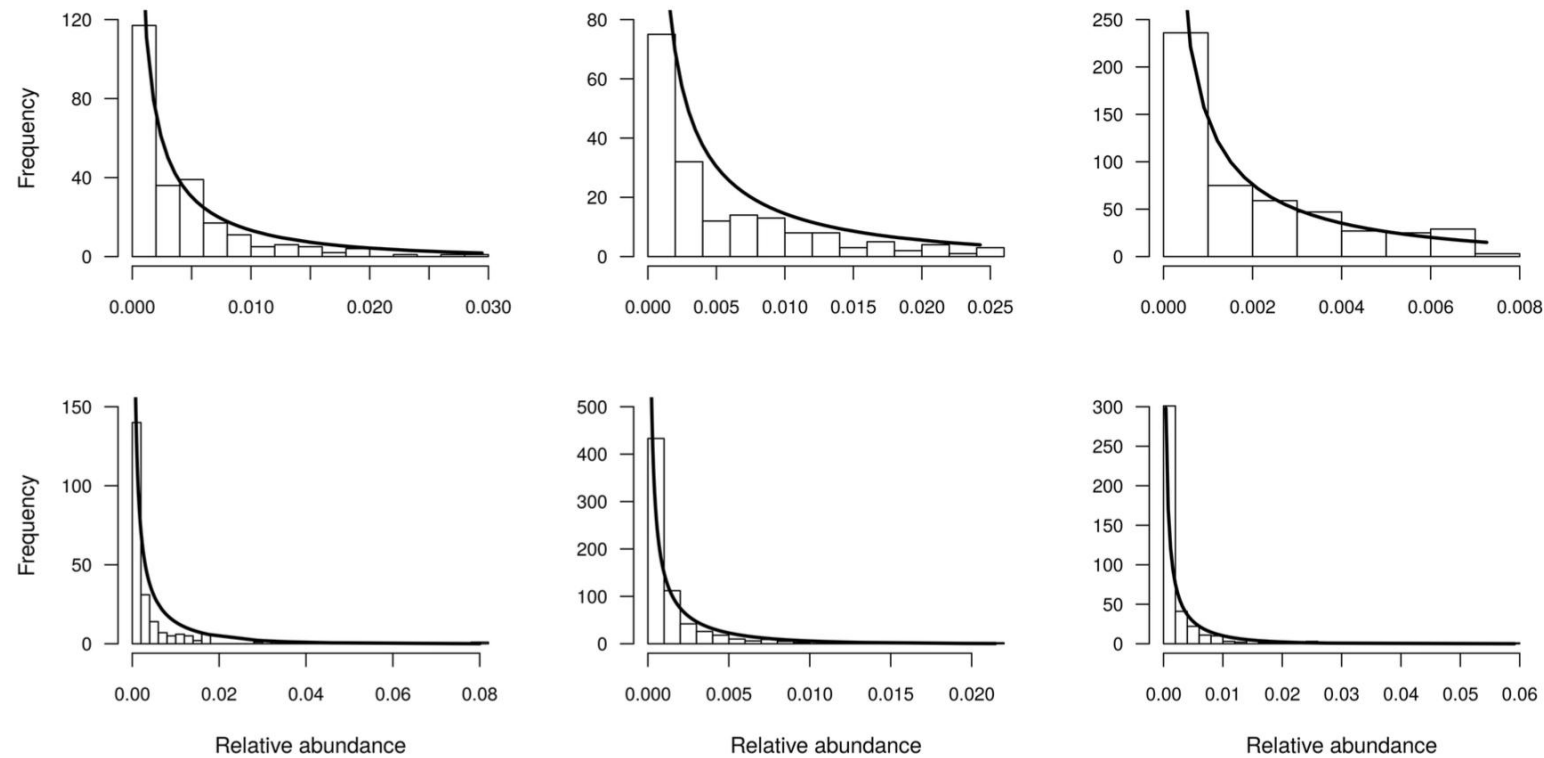 120
80
40
0
Frequency
0.000 0.010 0.020 0.030
80
60
40
20
0
0.000 0.005 0.010 0.015 0.020 0.025
250
200
150
100
50
0
0.000 0.002 0.004 0.006 0.008
150
100
50
0
Frequency
0.00 0.02 0.04 0.06 0.08
Relative abundance
500
400
300
200
100
0
0.000 0.005 0.010 0.015 0.020
Relative abundance
300
250
200
150
100
50
0
0.00 0.01 0.02 0.03 0.04 0.05 0.06
Relative abundance